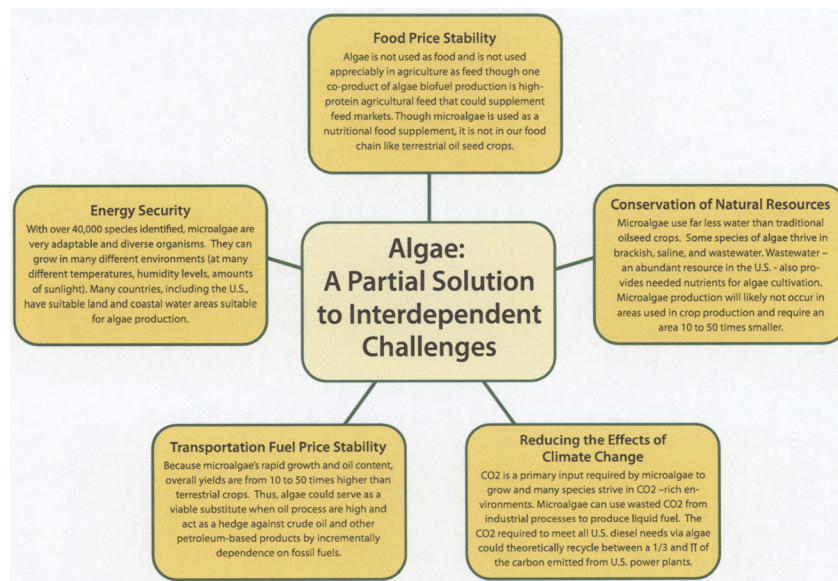 Food Price Stability
Algae is not used as food and is not used
appreciably in agriculture as feed though one
co-product of algae biofuel production is high-
protein agricultural feed that could supplement
feed markets. Though microalgae is used as a
nutritional food supplement, it is not in our food
chain like terrestrial oil seed crops.
Energy Security
With over 40,000 species identified, microalgae are
very adaptable and diverse organisms. They can
grow in many different environments (at many
different temperatures, humidity levels, amounts
of sunlight). Many countries, including the U.S.,
have suitable land and coastal water areas suitable
for algae production.
Algae:
A Partial Solution
to Interdependent
Challenges
Conservation of Natural Resources
Microalgae use far less water than traditional
oilseed crops. Some species of algae thrive in
brackish, saline, and wastewater. Wastewater –
an abundant resource in the U.S. - also pro-
vides needed nutrients for algae cultivation.
Microalgae production will likely not occur in
areas used in crop production and require an
area 10 to 50 times smaller.
Transportation Fuel Price Stability
Because microalgae's rapid growth and oil content,
overall yields are from 10 to 50 times higher than
terrestrial crops. Thus, algae could serve as a
viable substitute when oil process are high and
act as a hedge against crude oil and other
petroleum-based products by incrementally
dependence on fossil fuels.
Reducing the Effects of
Climate Change
CO2 is a primary input required by microalgae to
grow and many species strive in CO2 –rich en-
vironments. Microalgae can use wasted CO2 from
industrial processes to produce liquid fuel. The
CO2 required to meet all U.S. diesel needs via algae
could theoretically recycle between a 1/3 and ∏ of
the carbon emitted from U.S. power plants.